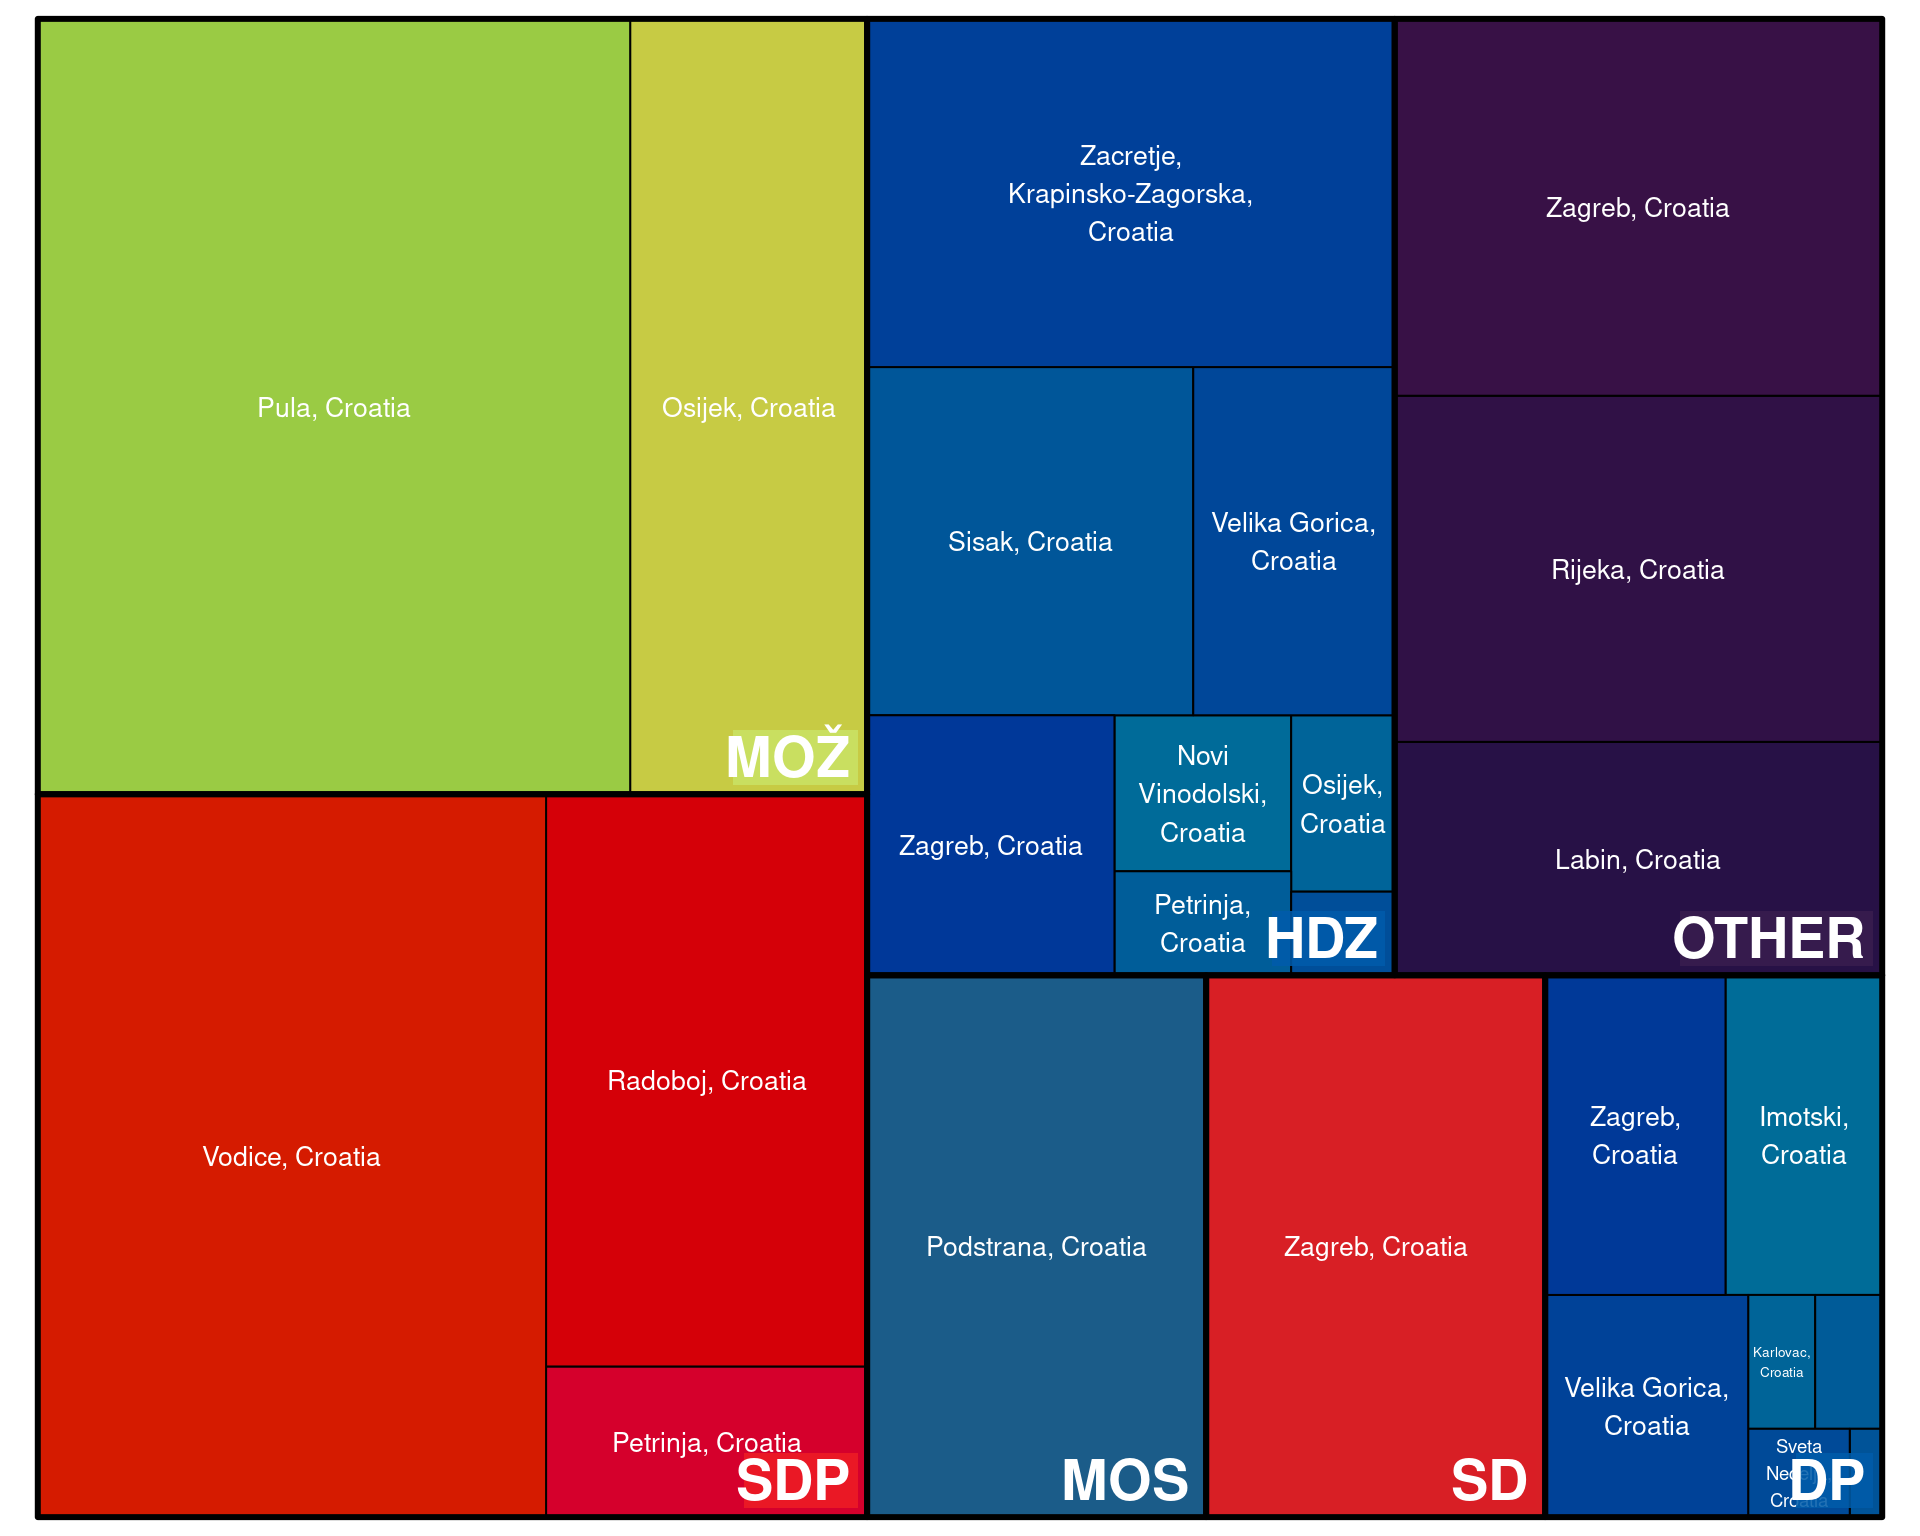 Pula, Croatia
Osijek, Croatia
MOŽ
Vodice, Croatia
Radoboj, Croatia
Petrinja, Croatia
SDP
Zacretje,
Krapinsko-Zagorska,
Croatia
Sisak, Croatia
Velika Gorica,
Croatia
Zagreb, Croatia
Novi
Vinodolski,
Croatia
Osijek,
Croatia
Petrinja,
Croatia
HDZ
Zagreb, Croatia
Rijeka, Croatia
Labin, Croatia
OTHER
Podstrana, Croatia
MOS
Zagreb, Croatia
SD
Zagreb,
Croatia
Imotski,
Croatia
Velika Gorica,
Croatia
Karlovac,
Croatia
Sveta
Croatia
DP